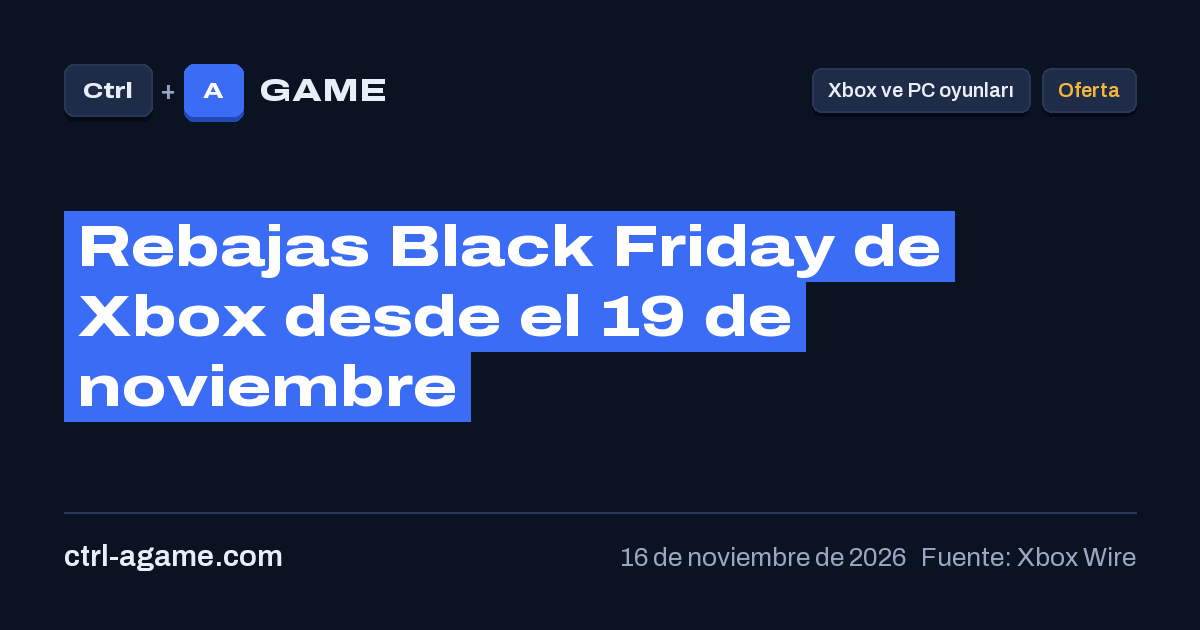 Ctrl + A GAME
Xbox ve PC oyunları
Oferta
Rebajas Black Friday de
Xbox desde el 19 de
noviembre
ctrl-agame.com
16 de noviembre de 2026 Fuente: Xbox Wire